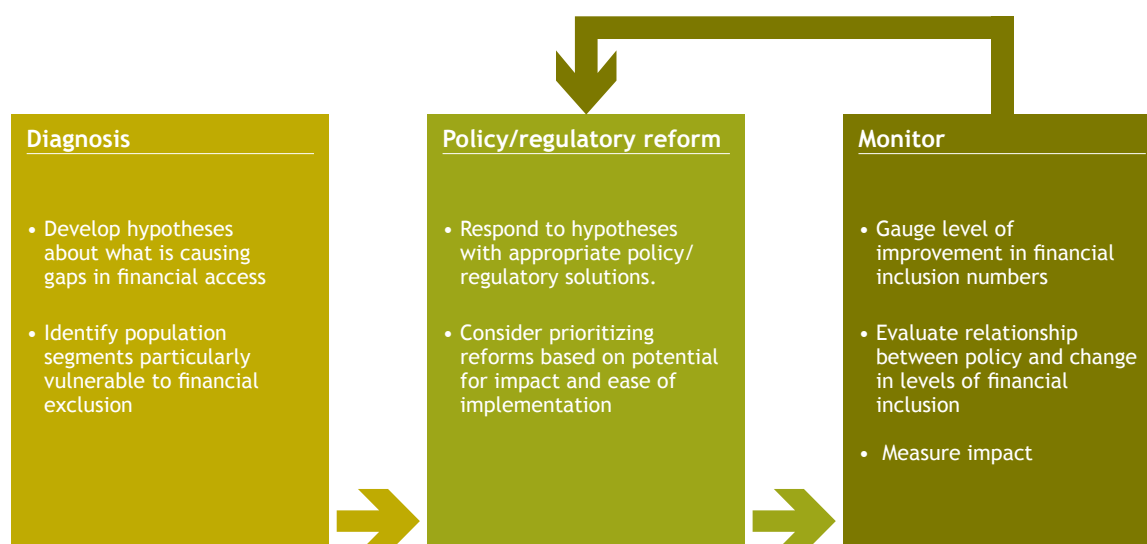 Diagnosis
• Develop hypotheses
about what is causing
gaps in financial access
• Identify population
segments particularly
vulnerable to financial
exclusion
Policy/regulatory reform
• Respond to hypotheses
with appropriate policy/
regulatory solutions.
• Consider prioritizing
reforms based on potential
for impact and ease of
implementation
Monitor
• Gauge level of
improvement in financial
inclusion numbers
• Evaluate relationship
between policy and change
in levels of financial
inclusion
• Measure impact